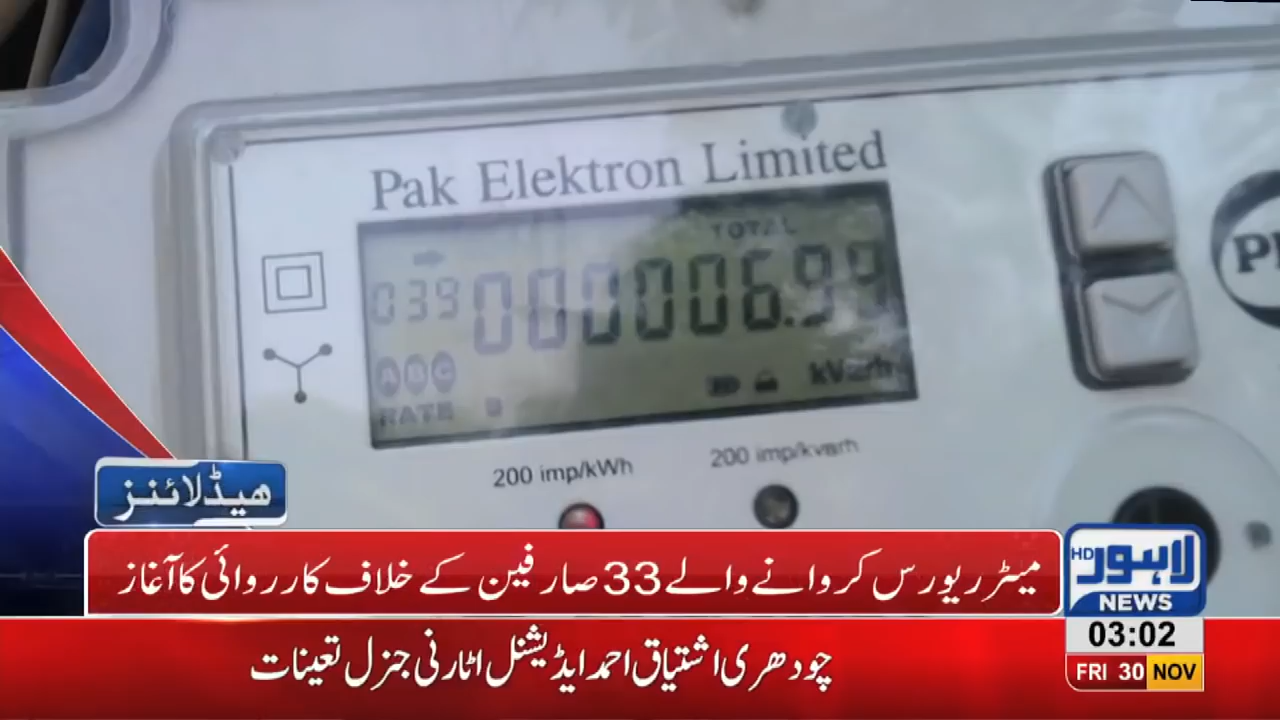 Pak Elektron Limited
TOTAL
039 000006.99
A B C
kvarh
RATE
200 imp/kWh 200 imp/kvarh
ھیڈلائنز
میٹر ریورس کروانے والے 33 صارفین کے خلاف کارروائی کا آغاز
HD لاہور
NEWS
03:02
FRI 30 NOV
چودھری اشتیاق احمد ایڈیشنل اٹارنی جنرل تعینات